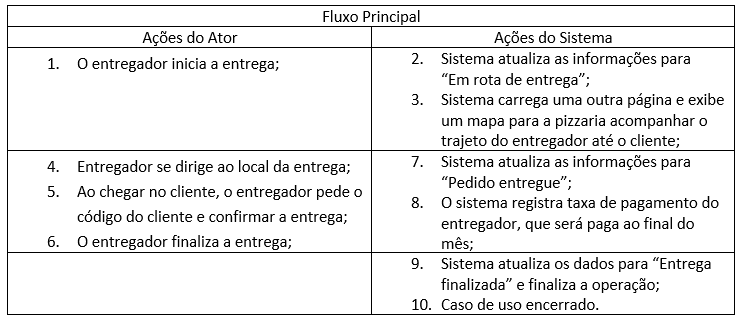 Fluxo Principal
Ações do Ator
Ações do Sistema
1. O entregador inicia a entrega;
2. Sistema atualiza as informações para
“Em rota de entrega”;
3. Sistema carrega uma outra página e exibe
um mapa para a pizzaria acompanhar o
trajeto do entregador até o cliente;
4. Entregador se dirige ao local da entrega;
5. Ao chegar no cliente, o entregador pede o
código do cliente e confirmar a entrega;
6. O entregador finaliza a entrega;
7. Sistema atualiza as informações para
“Pedido entregue”;
8. O sistema registra taxa de pagamento do
entregador, que será paga ao final do
mês;
9. Sistema atualiza os dados para “Entrega
finalizada” e finaliza a operação;
10. Caso de uso encerrado.